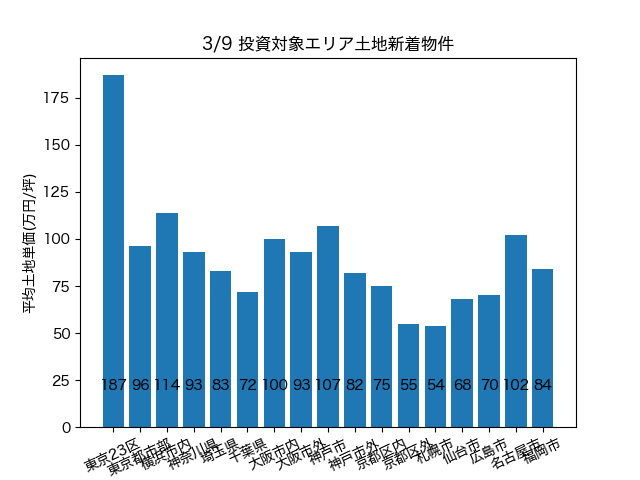 3/9 投資対象エリア土地新着物件
平均土地単価(万円/坪)
175
150
125
100
75
50
25
0
187 96 114 93 83 72 100 93 107 82 75 55 54 68 70 102 84
東京23区
東京都市部
横浜市内
神奈川県
埼玉県
千葉県
大阪市内
大阪市外
神戸市
神戸市外
京都区内
京都区外
札幌市
仙台市
広島市
名古屋市
福岡市